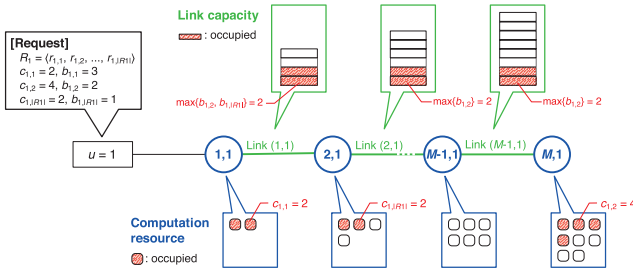 [Request]
R₁ = ⟨r₁,₁, r₁,₂, ..., r₁,|R1|⟩
c₁,₁ = 2, b₁,₁ = 3
c₁,₂ = 4, b₁,₂ = 2
c₁,|R1| = 2, b₁,|R1| = 1
Link capacity
: occupied
max{b₁,₂, b₁,|R1|} = 2
max{b₁,₂} = 2
max{b₁,₂} = 2
u = 1
1,1
Link (1,1)
2,1
Link (2,1)
...
M-1,1
Link (M-1,1)
M,1
c₁,₁ = 2
c₁,|R1| = 2
c₁,₂ = 4
Computation
resource
: occupied